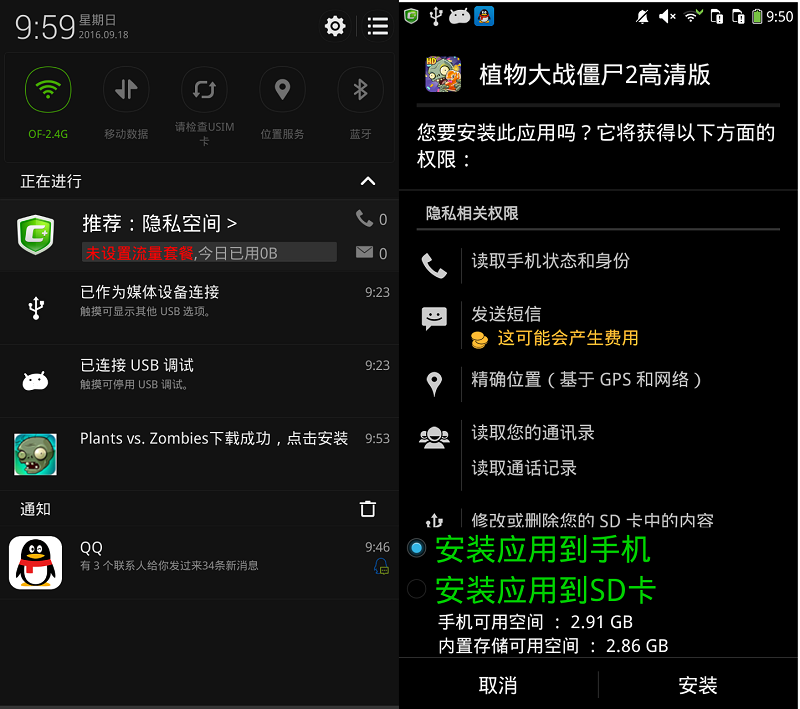 9:59
星期日
2016.09.18
OF-2.4G
移动数据
请检查USIM
卡
位置服务
蓝牙
正在进行
推荐：隐私空间 >
0
未设置流量套餐,今日已用0B
0
已作为媒体设备连接
9:23
触摸可显示其他 USB 选项。
已连接 USB 调试
9:23
触摸可停用 USB 调试。
Plants vs. Zombies下载成功，点击安装
9:53
通知
QQ
9:46
有 3 个联系人给你发过来34条新消息
9:50
HD
植物大战僵尸2高清版
您要安装此应用吗？它将获得以下方面的
权限：
隐私相关权限
读取手机状态和身份
发送短信
这可能会产生费用
精确位置（基于 GPS 和网络）
读取您的通讯录
读取通话记录
修改或删除您的 SD 卡中的内容
安装应用到手机
安装应用到SD卡
手机可用空间 ： 2.91 GB
内置存储可用空间 ： 2.86 GB
取消
安装